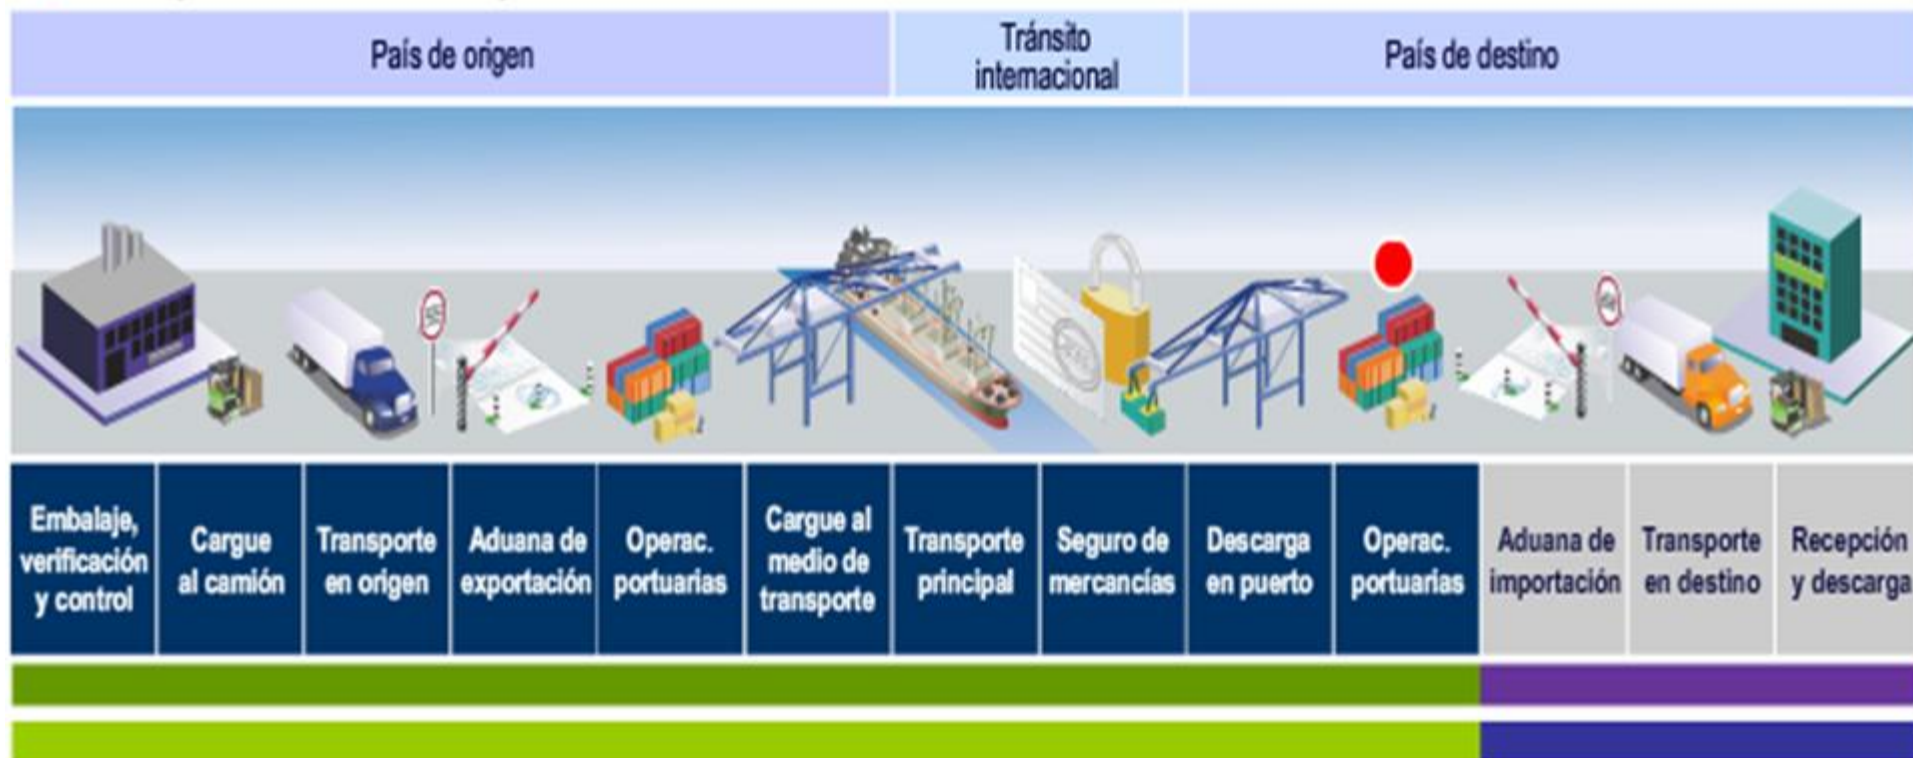 País de origen
Tránsito
internacional
País de destino
Embalaje,
verificación
y control
Cargue
al camión
Transporte
en origen
Aduana de
exportación
Operac.
portuarias
Cargue al
medio de
transporte
Transporte
principal
Seguro de
mercancías
Descarga
en puerto
Operac.
portuarias
Aduana de
importación
Transporte
en destino
Recepción
y descarga